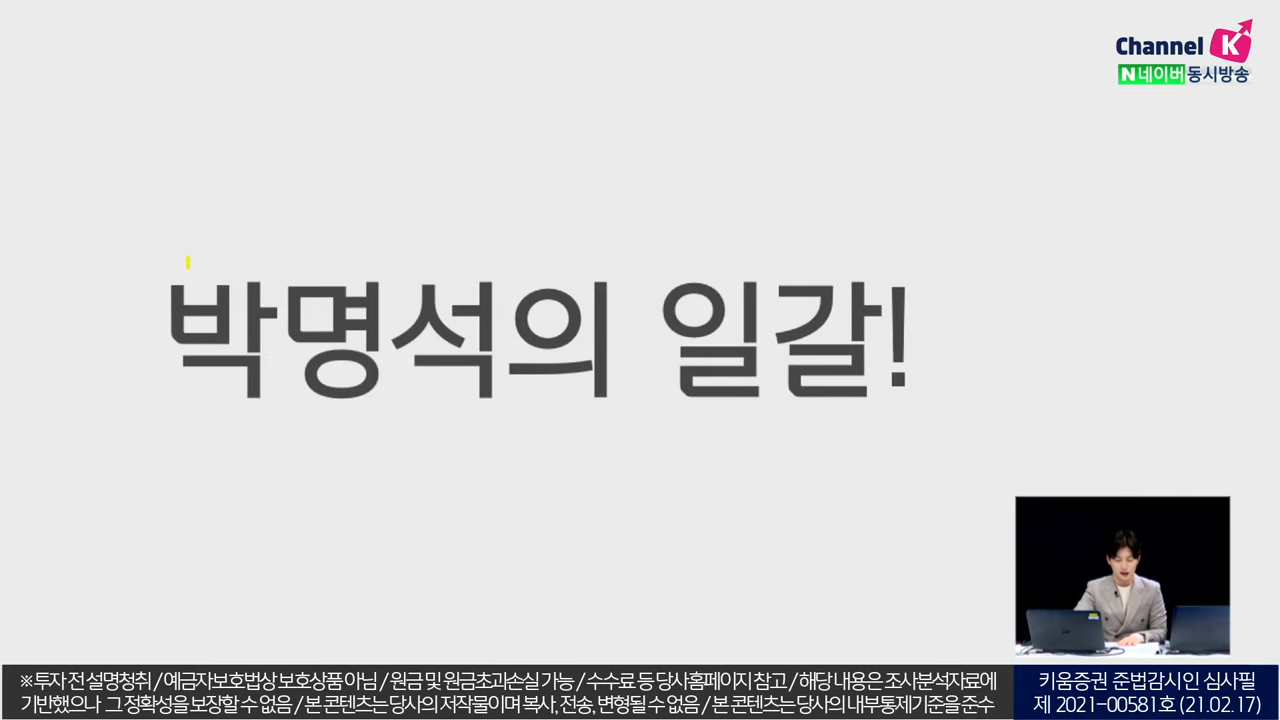 Channel K
N 네이버 동시방송
박명석의 일갈!
※ 투자 전 설명청취 / 예금자보호법상 보호상품 아님 / 원금 및 원금초과손실 가능 / 수수료 등 당사홈페이지 참고 / 해당 내용은 조사분석자료에
기반했으나 그 정확성을 보장할 수 없음 / 본 콘텐츠는 당사의 저작물이며 복사, 전송, 변형될 수 없음 / 본 콘텐츠는 당사의 내부통제기준을 준수
키움증권 준법감시인 심사필
제 2021-00581호 (21.02.17)